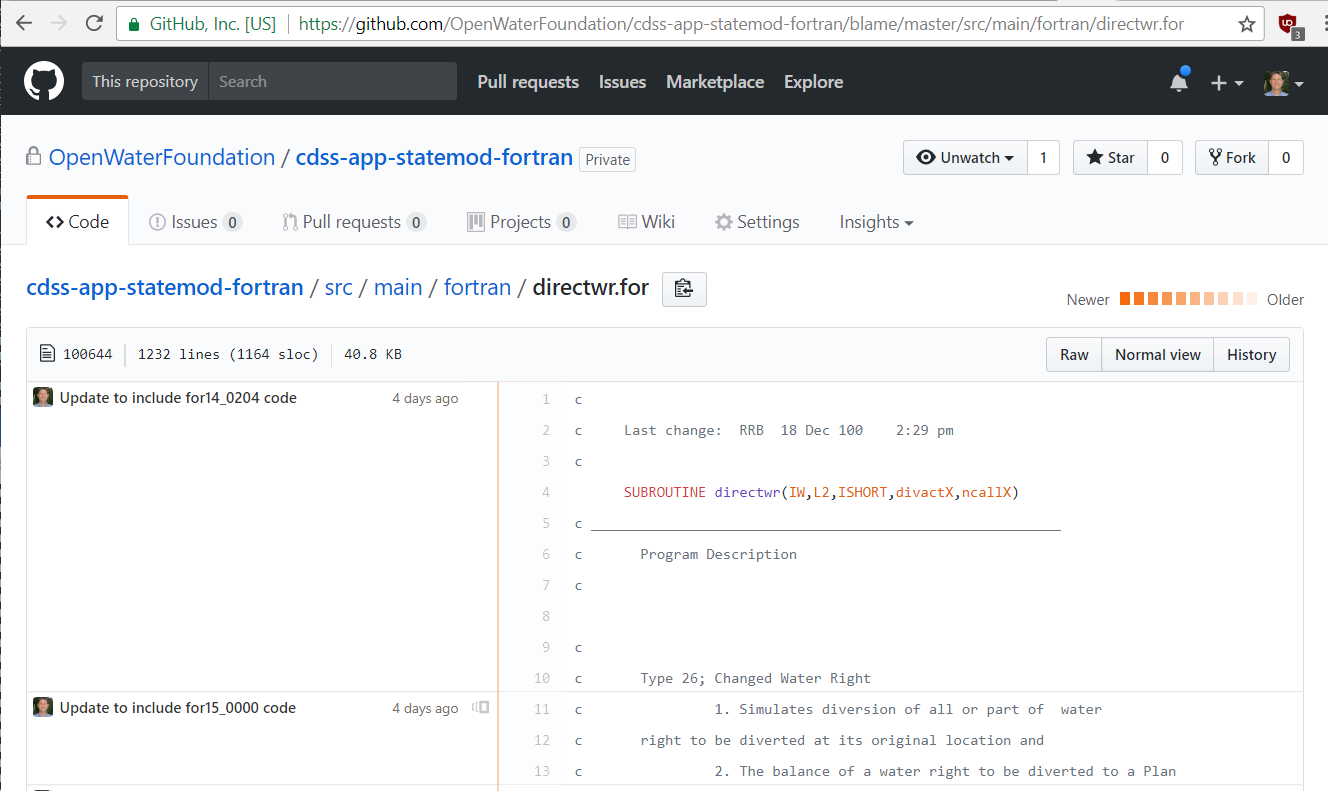 GitHub, Inc. [US] https://github.com/OpenWaterFoundation/cdss-app-statemod-fortran/blame/master/src/main/fortran/directwr.for
3
This repository Search Pull requests Issues Marketplace Explore
OpenWaterFoundation / cdss-app-statemod-fortran Private
Unwatch 1 Star 0 Fork 0
Code Issues 0 Pull requests 0 Projects 0 Wiki Settings Insights
cdss-app-statemod-fortran / src / main / fortran / directwr.for
Newer Older
100644 1232 lines (1164 sloc) 40.8 KB
Raw Normal view History
Update to include for14_0204 code 4 days ago
1 c
2 c Last change: RRB 18 Dec 100 2:29 pm
3 c
4 SUBROUTINE directwr(IW,L2,ISHORT,divactX,ncallX)
5 c _________________________________________________________
6 c Program Description
7 c
8
9 c
10 c Type 26; Changed Water Right
Update to include for15_0000 code 4 days ago
11 c 1. Simulates diversion of all or part of water
12 c right to be diverted at its original location and
13 c 2. The balance of a water right to be diverted to a Plan